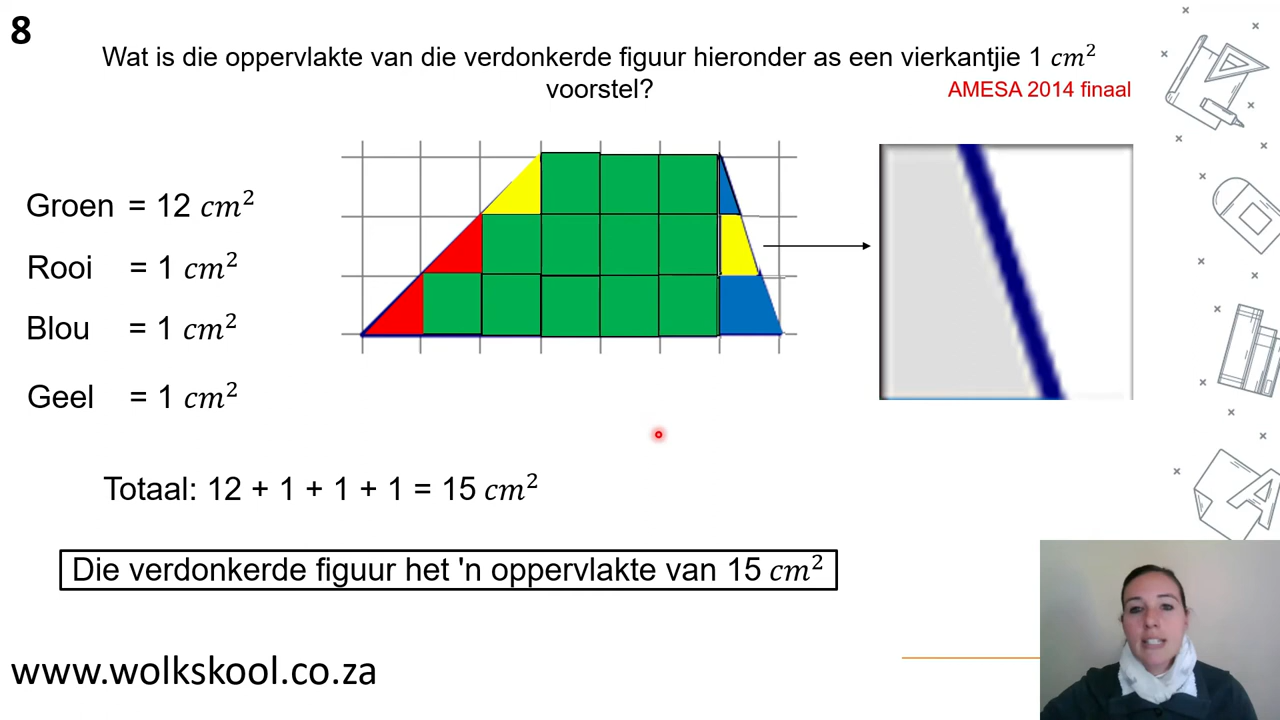 8
Wat is die oppervlakte van die verdonkerde figuur hieronder as een vierkantjie 1 cm²
voorstel?
AMESA 2014 finaal
Groen = 12 cm²
Rooi = 1 cm²
Blou = 1 cm²
Geel = 1 cm²
Totaal: 12 + 1 + 1 + 1 = 15 cm²
Die verdonkerde figuur het 'n oppervlakte van 15 cm²
www.wolkskool.co.za